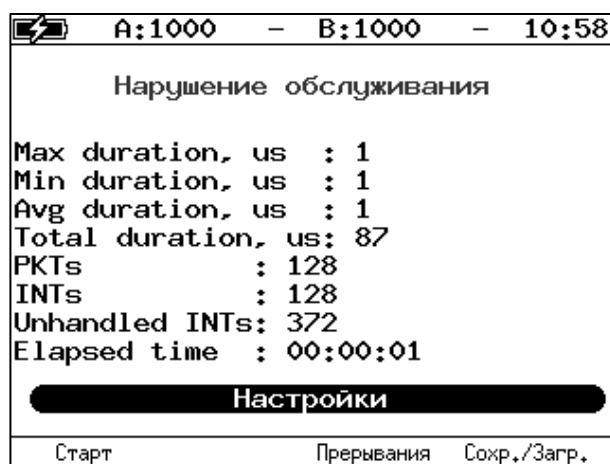 A:1000 – B:1000 – 10:58
Нарушение обслуживания
Max duration, us : 1
Min duration, us : 1
Avg duration, us : 1
Total duration, us: 87
PKTs : 128
INTs : 128
Unhandled INTs: 372
Elapsed time : 00:00:01
Настройки
Старт Прерывания Сохр./Загр.